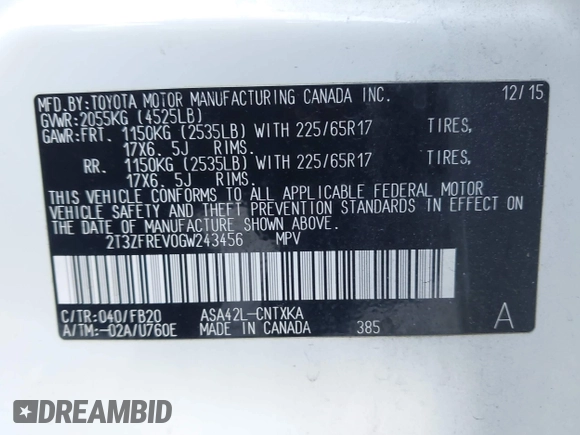 MFD.BY:TOYOTA MOTOR MANUFACTURING CANADA INC. 12/15
GVWR:2055KG (4525LB)
GAWR:FRT. 1150KG (2535LB) WITH 225/65R17 TIRES,
17X6. 5J RIMS.
RR. 1150KG (2535LB) WITH 225/65R17 TIRES,
17X6. 5J RIMS.
THIS VEHICLE CONFORMS TO ALL APPLICABLE FEDERAL MOTOR
VEHICLE SAFETY AND THEFT PREVENTION STANDARDS IN EFFECT ON
THE DATE OF MANUFACTURE SHOWN ABOVE.
2T3ZFREV0GW243456 MPV
C/TR:040/FB20 ASA42L-CNTXKA
A/TM:-02A/U760E MADE IN CANADA 385 A
DREAMBID